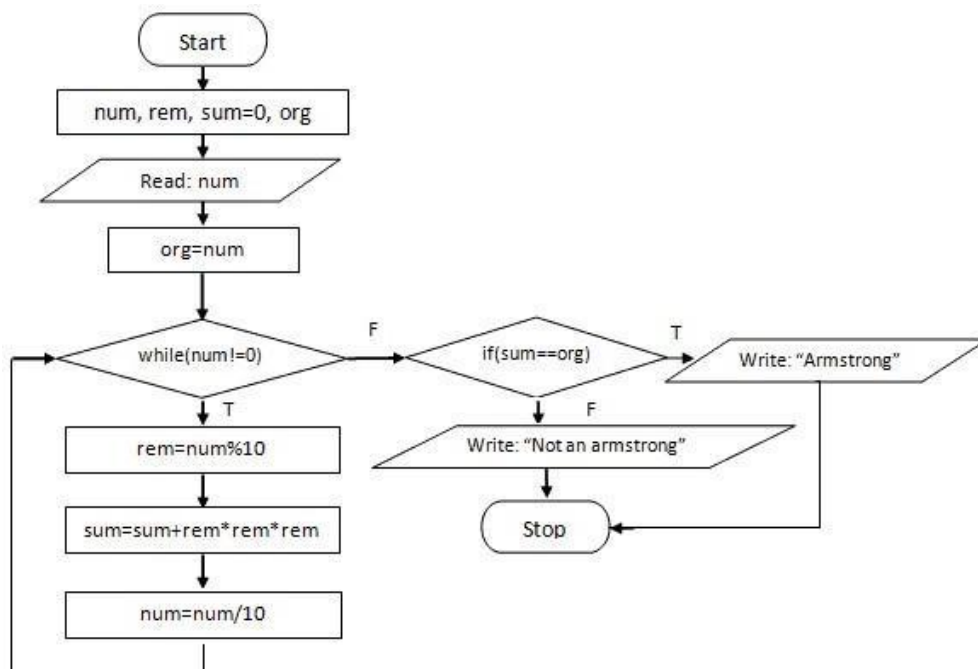 Start
num, rem, sum=0, org
Read: num
org=num
while(num!=0)
F
if(sum==org)
T
Write: “Armstrong”
T
F
rem=num%10
Write: “Not an armstrong”
sum=sum+rem*rem*rem
Stop
num=num/10